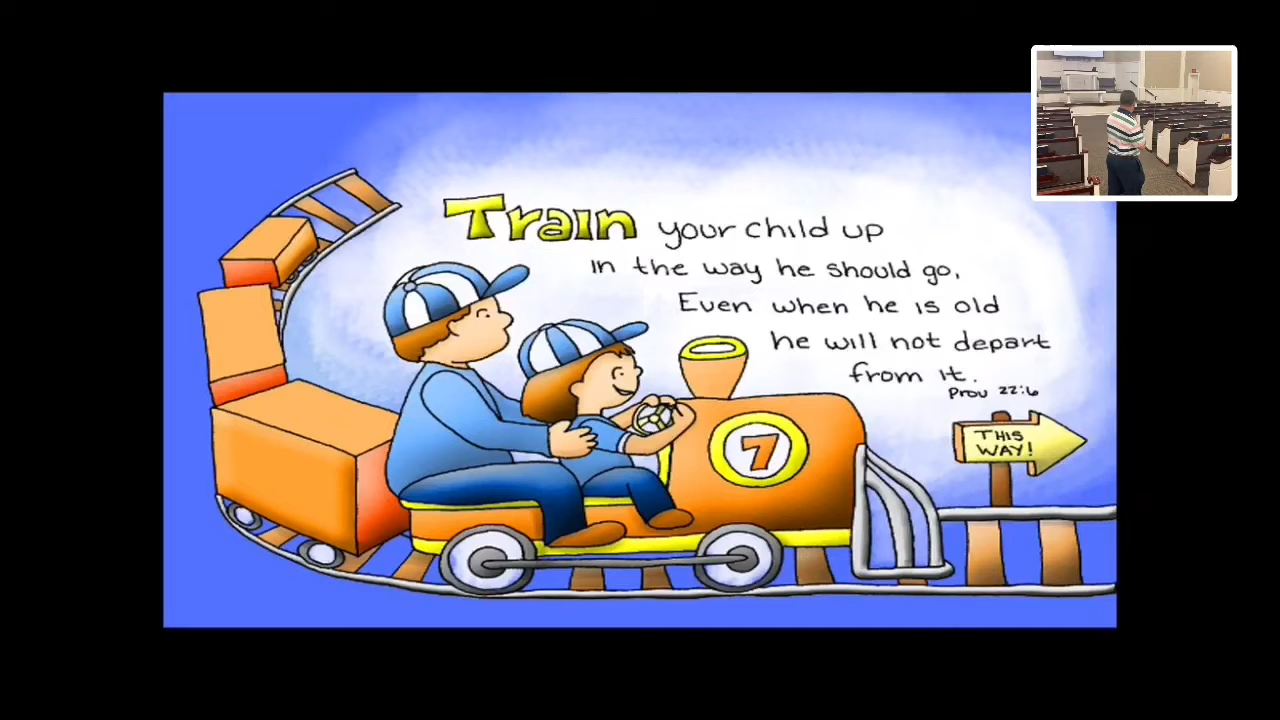 Train your child up
in the way he should go,
Even when he is old
he will not depart
from it.
Prov 22:6
THIS
WAY!
7